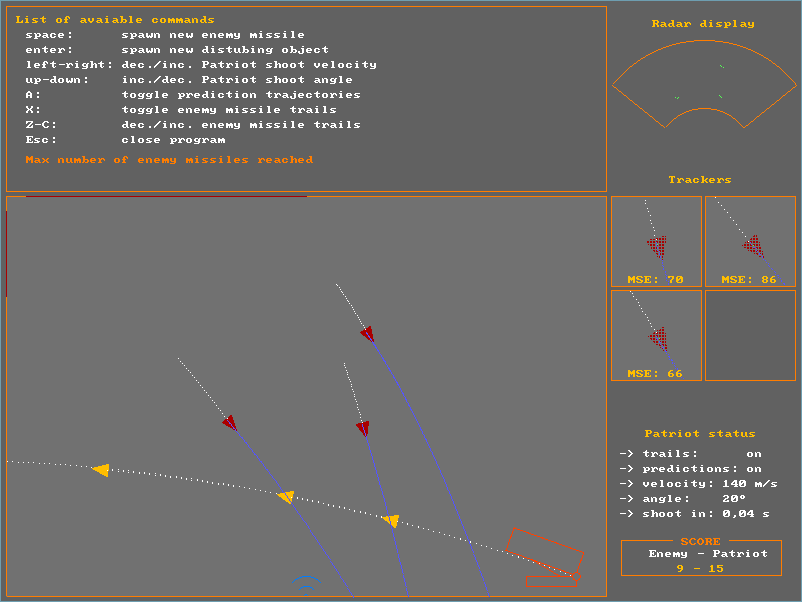 List of avaiable commands
space: spawn new enemy missile
enter: spawn new distubing object
left-right: dec./inc. Patriot shoot velocity
up-down: inc./dec. Patriot shoot angle
A: toggle prediction trajectories
X: toggle enemy missile trails
Z-C: dec./inc. enemy missile trails
Esc: close program
Max number of enemy missiles reached
Radar display
Trackers
MSE: 70
MSE: 86
MSE: 66
Patriot status
-> trails: on
-> predictions: on
-> velocity: 140 m/s
-> angle: 20°
-> shoot in: 0,04 s
SCORE
Enemy - Patriot
9 - 15